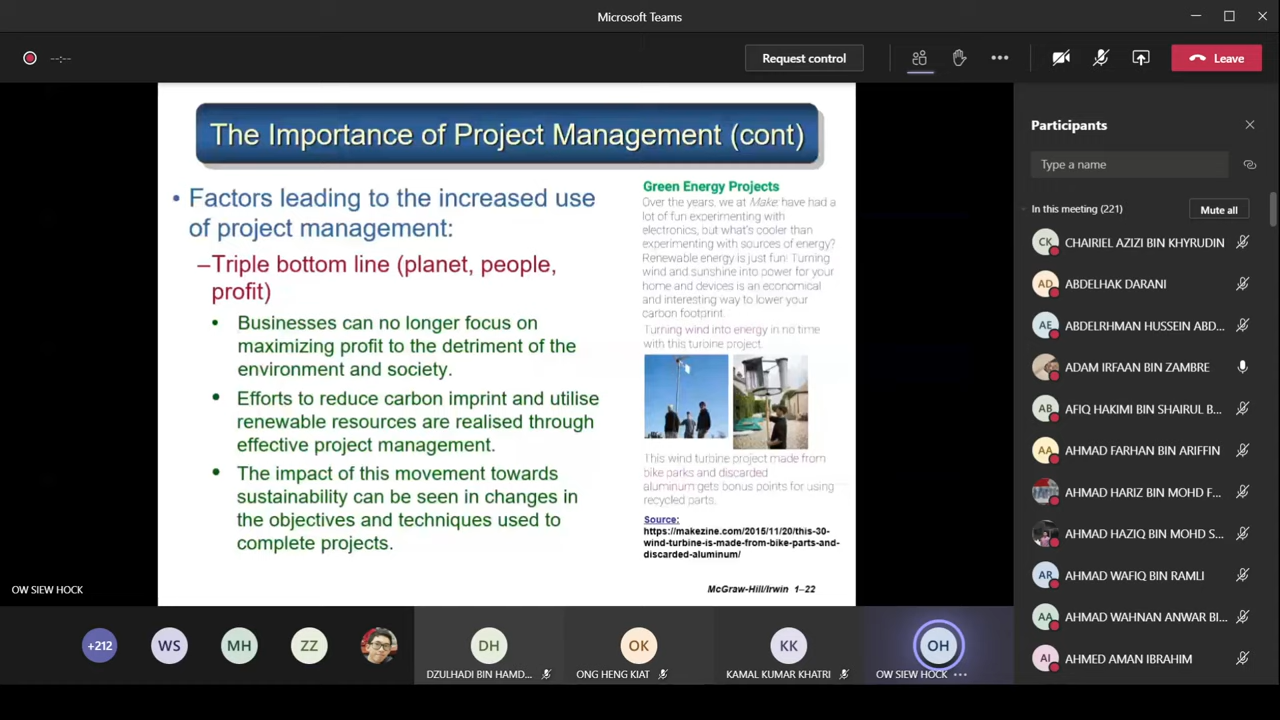 Microsoft Teams
--:--
Request control
Leave
The Importance of Project Management (cont)
• Factors leading to the increased use
of project management:
–Triple bottom line (planet, people,
profit)
• Businesses can no longer focus on
maximizing profit to the detriment of the
environment and society.
• Efforts to reduce carbon imprint and utilise
renewable resources are realised through
effective project management.
• The impact of this movement towards
sustainability can be seen in changes in
the objectives and techniques used to
complete projects.
Green Energy Projects
Over the years, we at Make: have had a
lot of fun experimenting with
electronics, but what's cooler than
experimenting with sources of energy?
Renewable energy is just fun! Turning
wind and sunshine into power for your
home and devices is an economical
and interesting way to lower your
carbon footprint.
Turning wind into energy in no time
with this turbine project.
This wind turbine project made from
bike parks and discarded
aluminum gets bonus points for using
recycled parts.
Source:
https://makezine.com/2015/11/20/this-30-
wind-turbine-is-made-from-bike-parts-and-
discarded-aluminum/
McGraw-Hill/Irwin 1–22
OW SIEW HOCK
Participants
Type a name
In this meeting (221)
Mute all
CK CHAIRIEL AZIZI BIN KHYRUDIN
AD ABDELHAK DARANI
AE ABDELRHMAN HUSSEIN ABD...
ADAM IRFAAN BIN ZAMBRE
AB AFIQ HAKIMI BIN SHAIRUL B...
AA AHMAD FARHAN BIN ARIFFIN
AHMAD HARIZ BIN MOHD F...
AHMAD HAZIQ BIN MOHD S...
AR AHMAD WAFIQ BIN RAMLI
AA AHMAD WAHNAN ANWAR BI...
AI AHMED AMAN IBRAHIM
+212
WS
MH
ZZ
DH
DZULHADI BIN HAMD...
OK
ONG HENG KIAT
KK
KAMAL KUMAR KHATRI
OH
OW SIEW HOCK